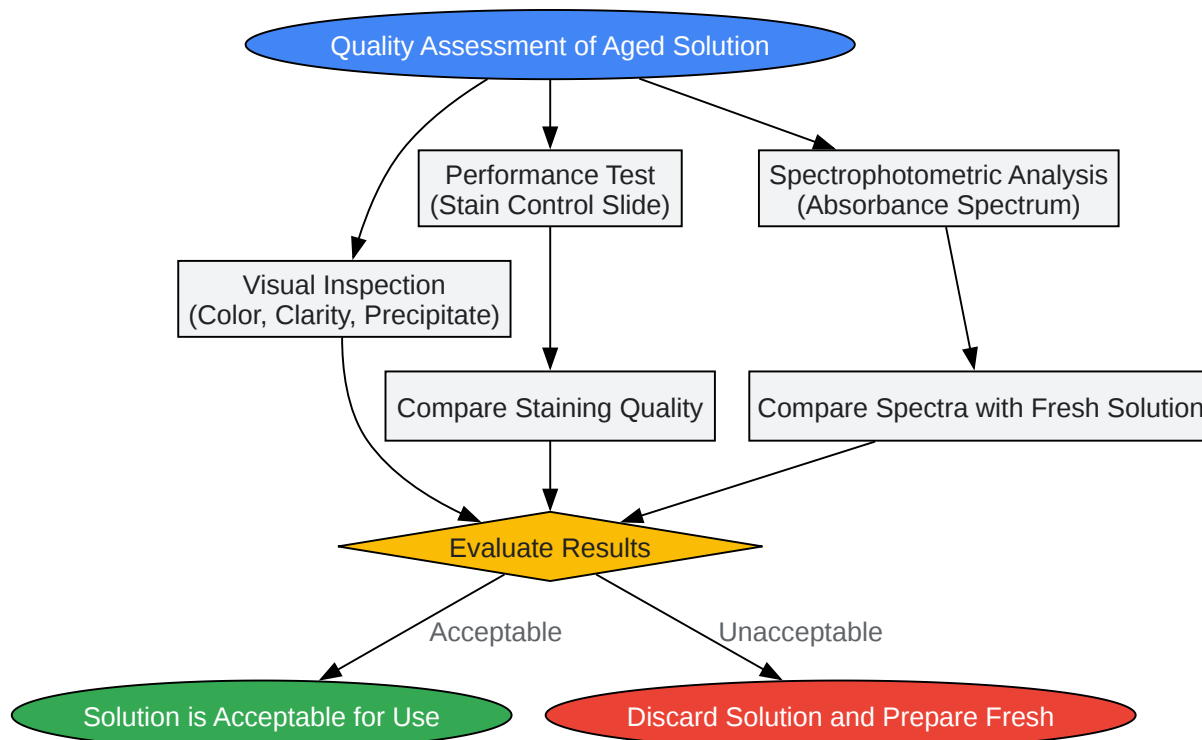 Quality Assessment of Aged Solution
Performance Test
(Stain Control Slide)
Spectrophotometric Analysis
(Absorbance Spectrum)
Visual Inspection
(Color, Clarity, Precipitate)
Compare Staining Quality
Compare Spectra with Fresh Solution
Evaluate Results
Acceptable
Unacceptable
Solution is Acceptable for Use
Discard Solution and Prepare Fresh